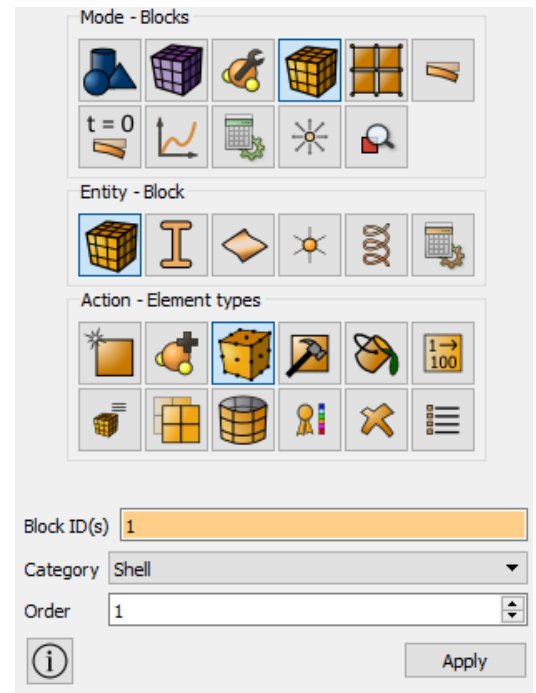 Mode - Blocks
t = 0
Entity - Block
Action - Element types
1→
100
Block ID(s) 1
Category Shell
Order 1
i Apply